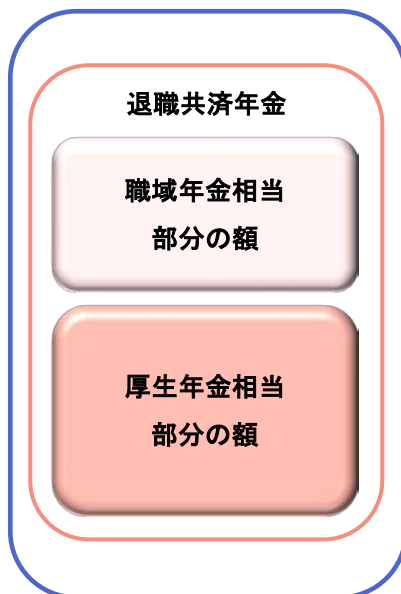 退職共済年金
職域年金相当
部分の額
厚生年金相当
部分の額